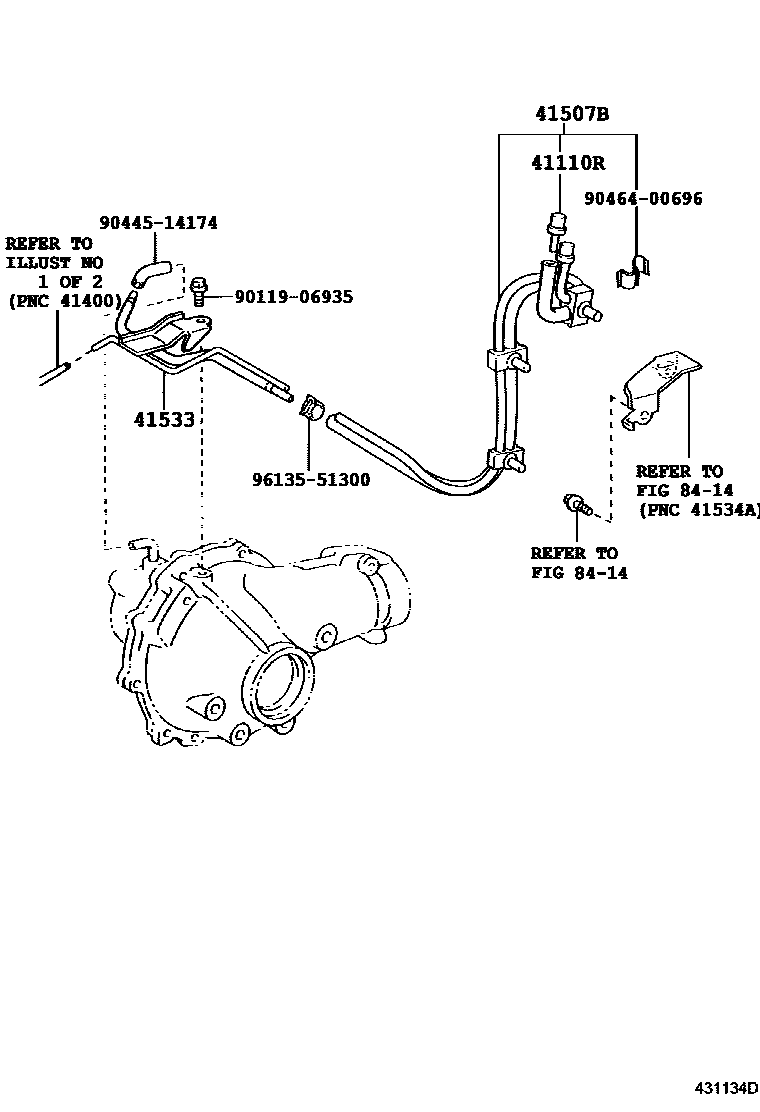 41507B
41110R
90464-00696
90445-14174
REFER TO
ILLUST NO
1 OF 2
(PNC 41400)
90119-06935
41533
96135-51300
REFER TO
FIG 84-14
(PNC 41534A)
REFER TO
FIG 84-14
431134D